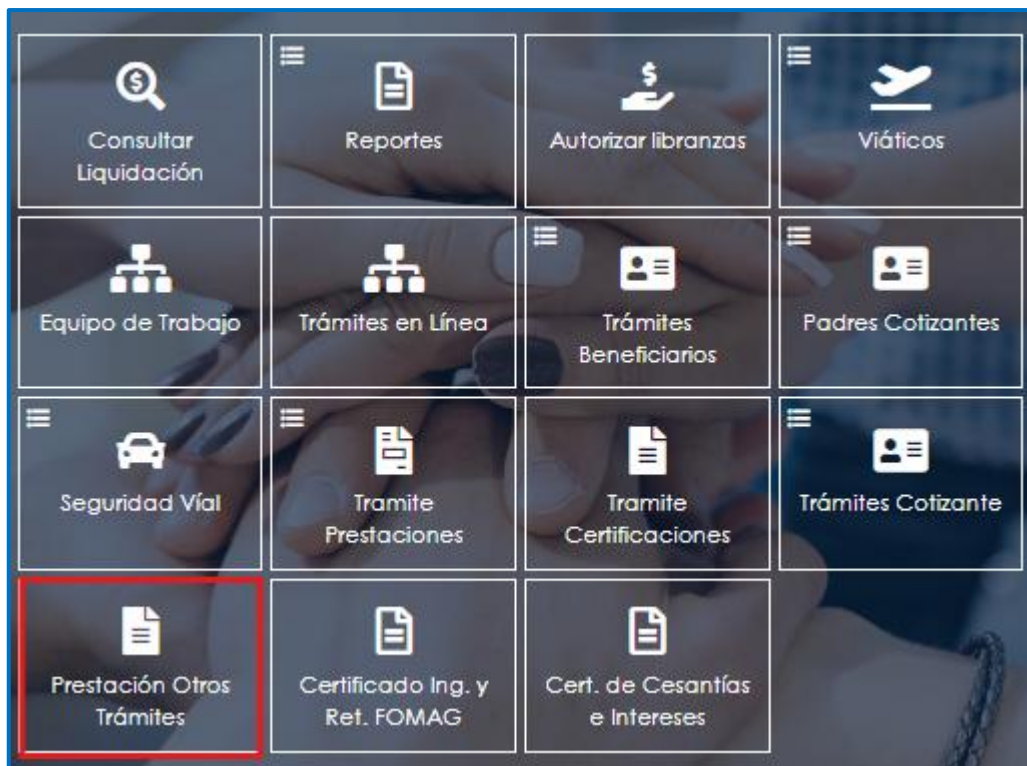 Consultar
Liquidación
Reportes
Autorizar libranzas
Viáticos
Equipo de Trabajo
Trámites en Línea
Trámites
Beneficiarios
Padres Cotizantes
Seguridad Víal
Tramite
Prestaciones
Tramite
Certificaciones
Trámites Cotizante
Prestación Otros
Trámites
Certificado Ing. y
Ret. FOMAG
Cert. de Cesantías
e Intereses